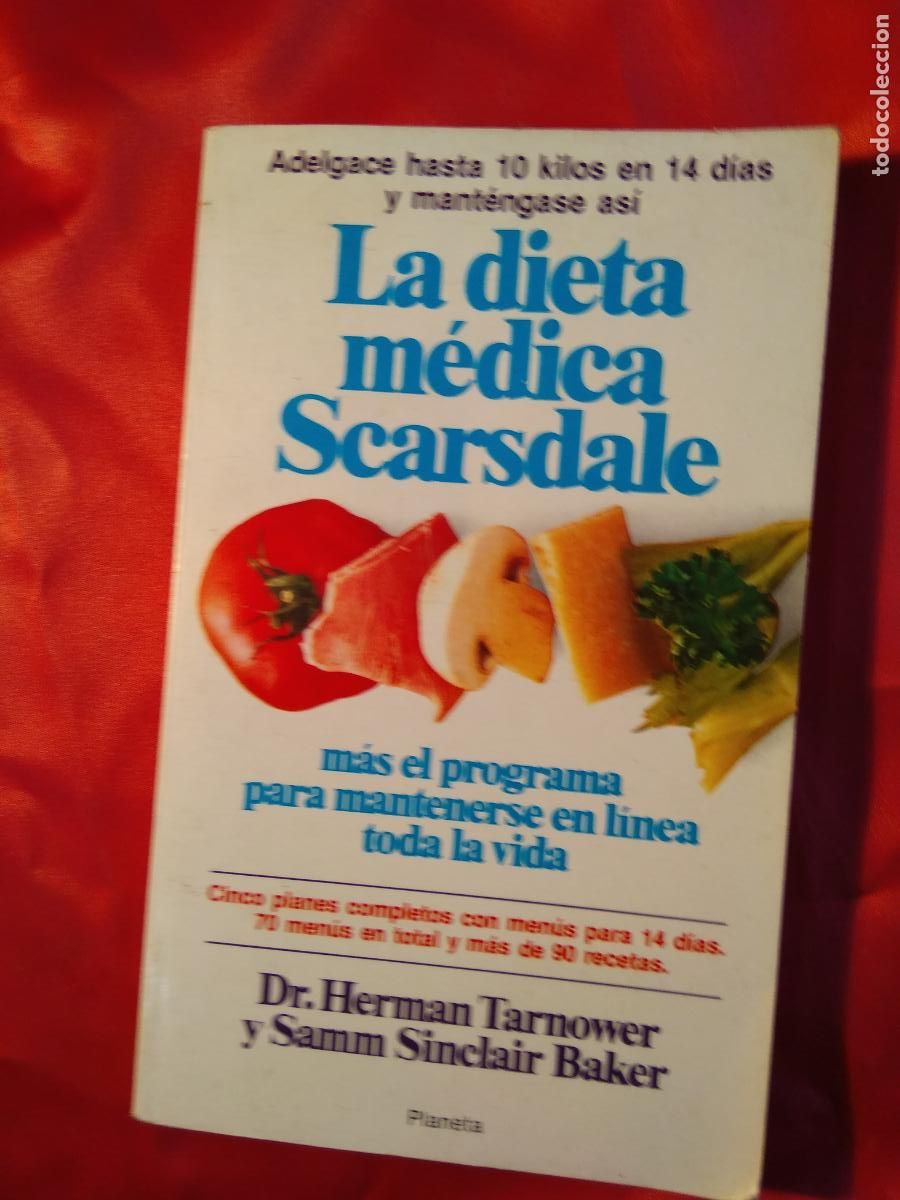 todocoleccion
Adelgace hasta 10 kilos en 14 días
y manténgase así
La dieta
médica
Scarsdale
más el programa
para mantenerse en línea
toda la vida
Cinco planes completos con menús para 14 días.
70 menús en total y más de 90 recetas.
Dr. Herman Tarnower
y Samm Sinclair Baker
Planeta